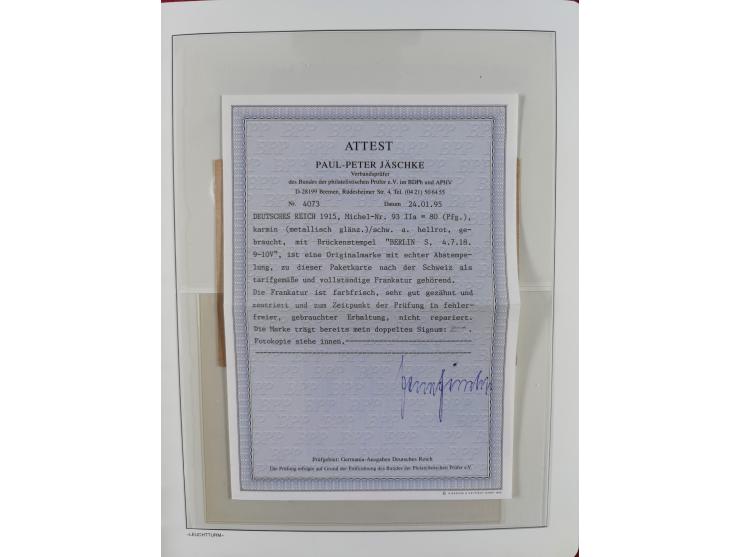 ATTEST
PAUL-PETER JÄSCHKE
Verbandsprüfer
des Bundes der philatelistischen Prüfer e.V. im BDPh und APHV
D-28199 Bremen, Rüdesheimer Str. 4, Tel. (04 21) 50 64 55
Nr. 4073 Datum 24.01.95
DEUTSCHES REICH 1915, Michel-Nr. 93 IIa = 80 (Pfg.),
karmin (metallisch glänz.)/schw. a. hellrot, ge-
braucht, mit Brückenstempel "BERLIN S, 4.7.18.
9-10V", ist eine Originalmarke mit echter Abstempe-
lung, zu dieser Paketkarte nach der Schweiz als
tarifgemäße und vollständige Frankatur gehörend.
Die Frankatur ist farbfrisch, sehr gut gezähnt und
zentriert und zum Zeitpunkt der Prüfung in fehler-
freier, gebrauchter Erhaltung, nicht repariert.
Die Marke trägt bereits mein doppeltes Signum: .
Fotokopie siehe innen.
Prüfgebiet: Germania-Ausgaben Deutsches Reich
Die Prüfung erfolgte auf Grund der Prüfordnung des Bundes der Philatelistischen Prüfer e.V.
-LEUCHTTURM-